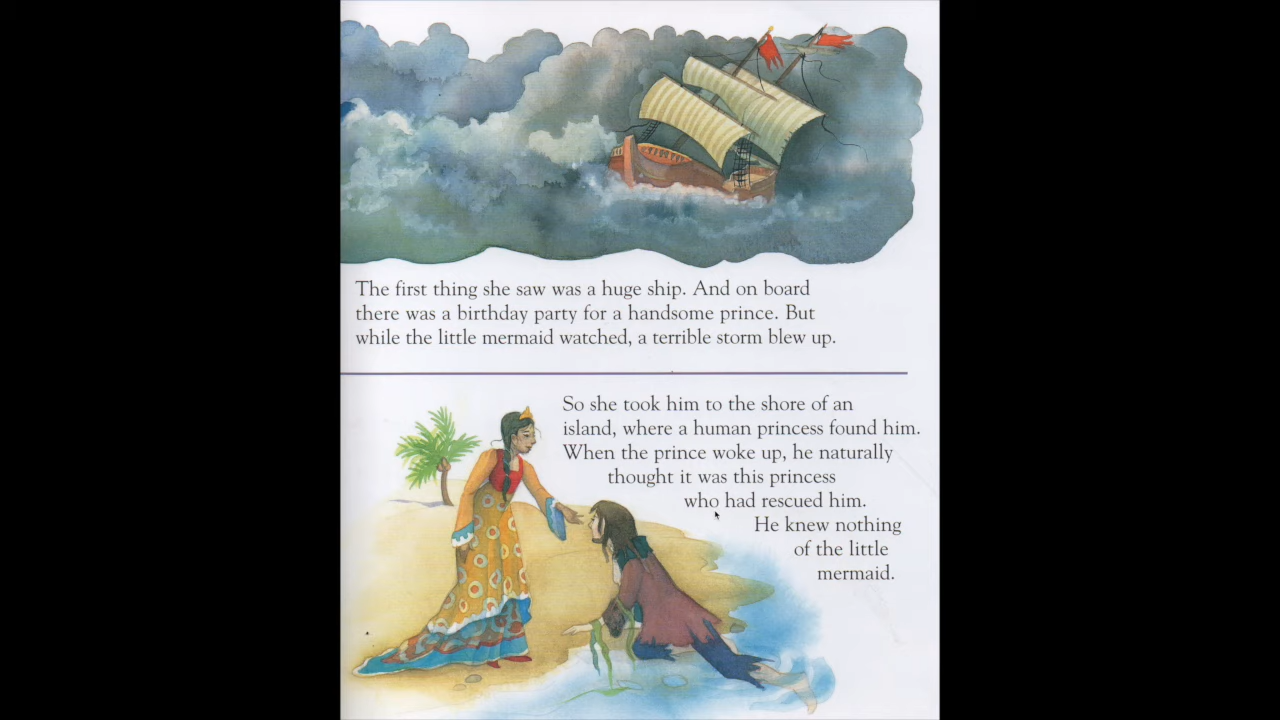 The first thing she saw was a huge ship. And on board
there was a birthday party for a handsome prince. But
while the little mermaid watched, a terrible storm blew up.
So she took him to the shore of an
island, where a human princess found him.
When the prince woke up, he naturally
thought it was this princess
who had rescued him.
He knew nothing
of the little
mermaid.